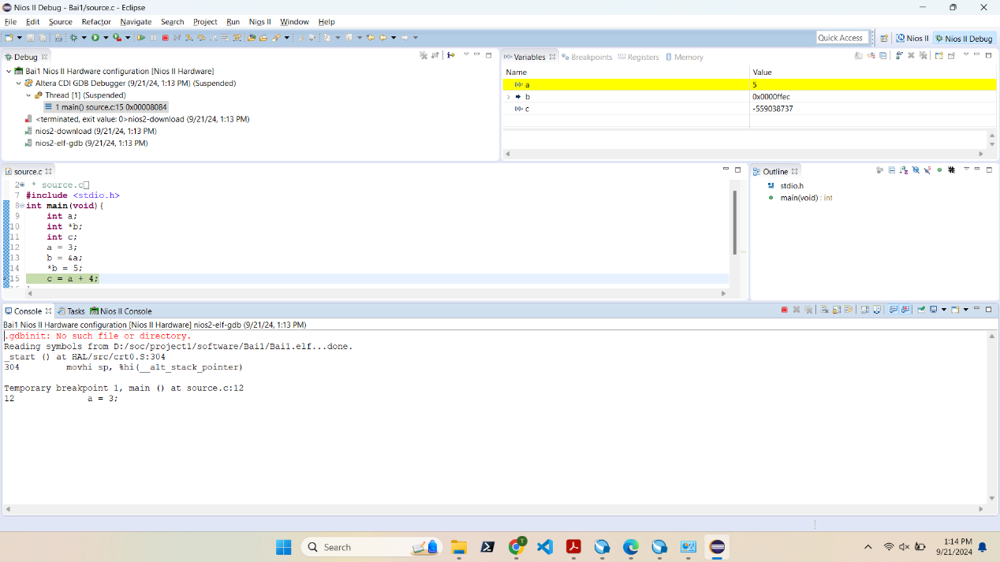 Nios II Debug - Bai1/source.c - Eclipse
File Edit Source Refactor Navigate Search Project Run Nios II Window Help
Quick Access Nios II Nios II Debug
Debug
Bai1 Nios II Hardware configuration [Nios II Hardware]
Altera CDI GDB Debugger (9/21/24, 1:13 PM) (Suspended)
Thread [1] (Suspended)
1 main() source.c:15 0x00008084
<terminated, exit value: 0>nios2-download (9/21/24, 1:13 PM)
nios2-download (9/21/24, 1:13 PM)
nios2-elf-gdb (9/21/24, 1:13 PM)
(x)= Variables Breakpoints Registers Memory
Name Value
(x)= a 5
b 0x0000ffec
(x)= c -559038737
source.c
2 * source.c
7 #include <stdio.h>
8 int main(void){
9 int a;
10 int *b;
11 int c;
12 a = 3;
13 b = &a;
14 *b = 5;
15 c = a + 4;
Outline
stdio.h
main(void) : int
Console Tasks Nios II Console
Bai1 Nios II Hardware configuration [Nios II Hardware] nios2-elf-gdb (9/21/24, 1:13 PM)
.gdbinit: No such file or directory.
Reading symbols from D:/soc/project1/software/Bai1/Bai1.elf...done.
_start () at HAL/src/crt0.S:304
304 movhi sp, %hi(__alt_stack_pointer)
Temporary breakpoint 1, main () at source.c:12
12 a = 3;
Search
T
1:14 PM
9/21/2024